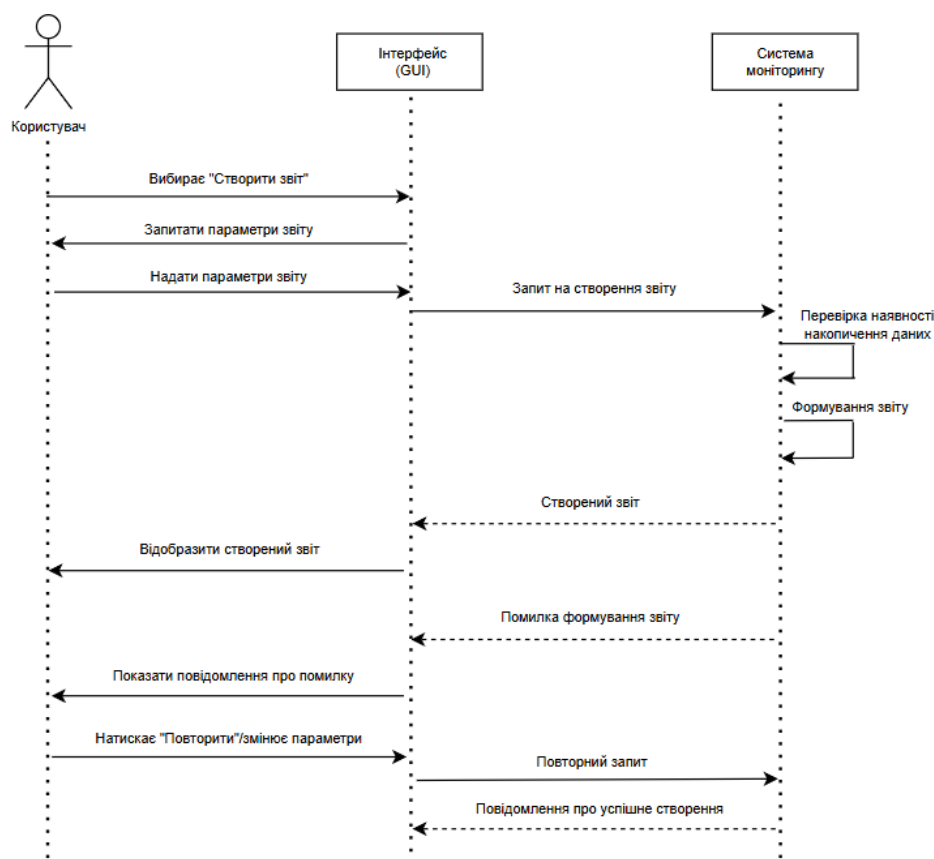 Інтерфейс
(GUI)
Система
моніторингу
Користувач
Вибирає "Створити звіт"
Запитати параметри звіту
Надати параметри звіту
Запит на створення звіту
Перевірка наявності
накопичення даних
Формування звіту
Створений звіт
Відобразити створений звіт
Помилка формування звіту
Показати повідомлення про помилку
Натискає "Повторити"/змінює параметри
Повторний запит
Повідомлення про успішне створення